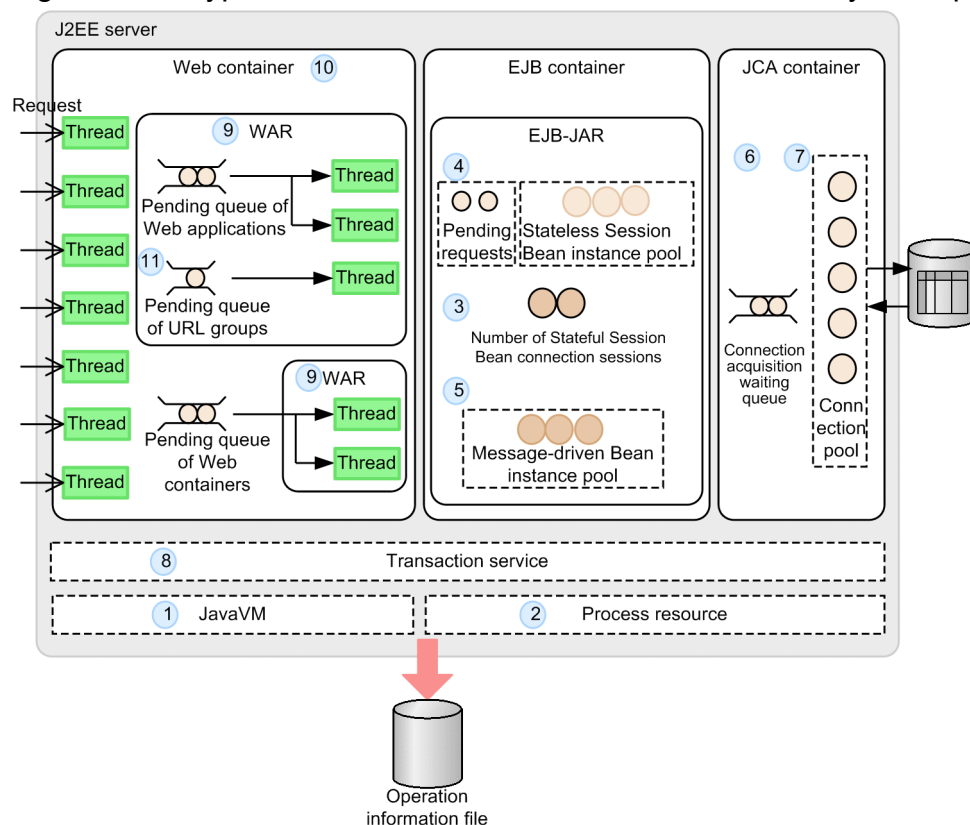 J2EE server
Web container 10
EJB container
JCA container
Request
Thread
Thread
Thread
Thread
Thread
Thread
Thread
9 WAR
Pending queue of
Web applications
Thread
Thread
11
Pending queue
of URL groups
Thread
9 WAR
Pending queue
of Web
containers
Thread
Thread
EJB-JAR
4
Pending
requests
Stateless Session
Bean instance pool
3
Number of Stateful Session
Bean connection sessions
5
Message-driven Bean
instance pool
6
7
Connection
acquisition
waiting
queue
Conn
ection
pool
8 Transaction service
1 JavaVM
2 Process resource
Operation
information file